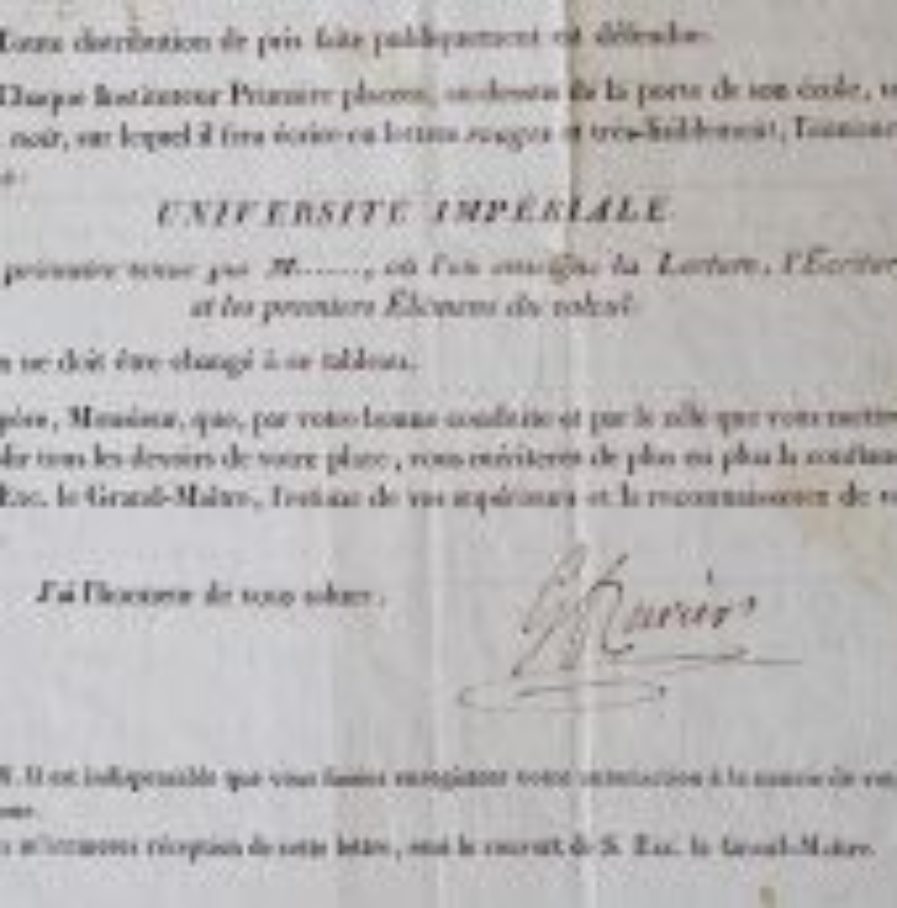 Toute distribution de prix faite publiquement est défendue.
Chaque Instituteur Primaire placera, au-dessus de la porte de son école, u
noir, sur lequel il fera écrire en lettres rouges et très-lisiblement, l'annonc
UNIVERSITÉ IMPÉRIALE
primaire tenue par M......, où l'on enseigne la Lecture, l'Écritur
et les premiers Élémens du calcul.
n ne doit être changé à ce tableau.
père, Monsieur, que, par votre bonne conduite et par le zèle que vous mettre
plir tous les devoirs de votre place, vous mériterez de plus en plus la confianc
Exc. le Grand-Maître, l'estime de vos supérieurs et la reconnaissance de v
J'ai l'honneur de vous saluer.
Il est indispensable que vous fassiez enregistrer votre autorisation à la mairie de vo
réception de cette lettre, sous le couvert de S. Exc. le Grand-Maître.